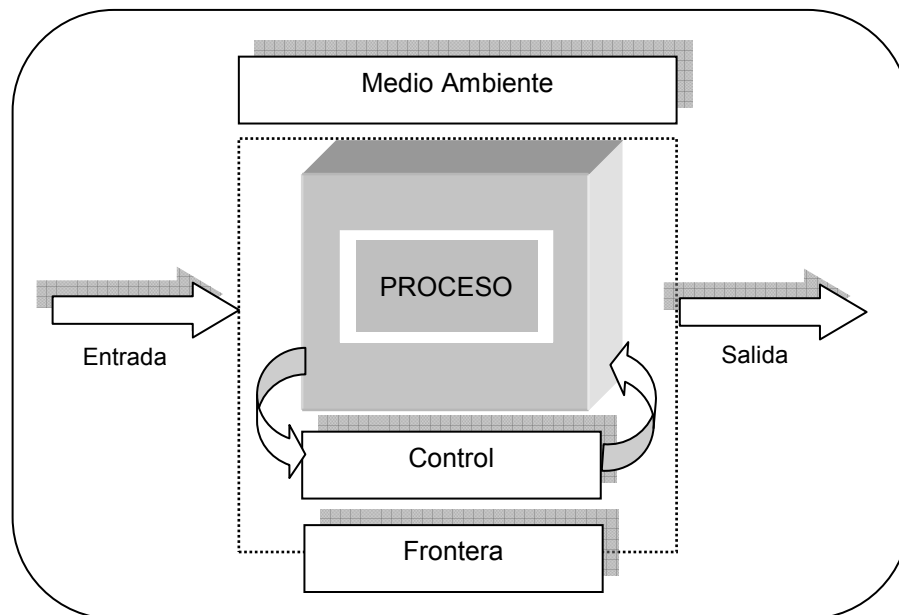 Medio Ambiente
PROCESO
Entrada
Salida
Control
Frontera